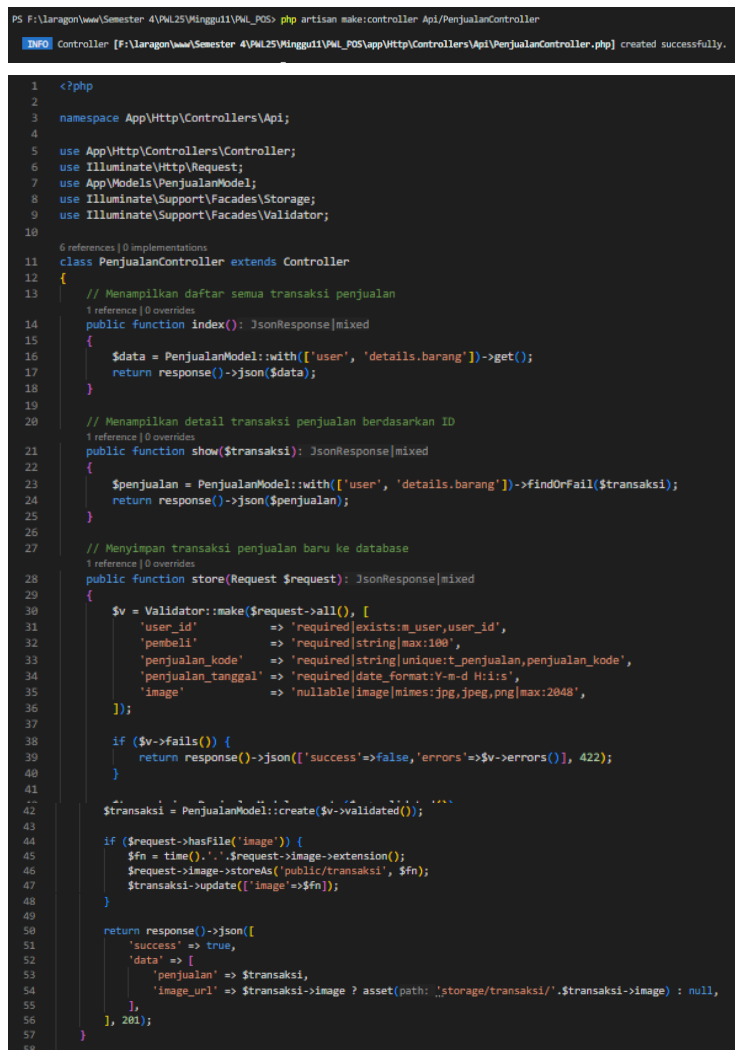 PS F:\laragon\www\Semester 4\PWL25\Minggu11\PWL_POS> php artisan make:controller Api/PenjualanController
INFO Controller [F:\laragon\www\Semester 4\PWL25\Minggu11\PWL_POS\app\Http\Controllers\Api\PenjualanController.php] created successfully.
1 <?php
2
3 namespace App\Http\Controllers\Api;
4
5 use App\Http\Controllers\Controller;
6 use Illuminate\Http\Request;
7 use App\Models\PenjualanModel;
8 use Illuminate\Support\Facades\Storage;
9 use Illuminate\Support\Facades\Validator;
10
6 references | 0 implementations
11 class PenjualanController extends Controller
12 {
13 // Menampilkan daftar semua transaksi penjualan
1 reference | 0 overrides
14 public function index(): JsonResponse|mixed
15 {
16 $data = PenjualanModel::with(['user', 'details.barang'])->get();
17 return response()->json($data);
18 }
19
20 // Menampilkan detail transaksi penjualan berdasarkan ID
1 reference | 0 overrides
21 public function show($transaksi): JsonResponse|mixed
22 {
23 $penjualan = PenjualanModel::with(['user', 'details.barang'])->findOrFail($transaksi);
24 return response()->json($penjualan);
25 }
26
27 // Menyimpan transaksi penjualan baru ke database
1 reference | 0 overrides
28 public function store(Request $request): JsonResponse|mixed
29 {
30 $v = Validator::make($request->all(), [
31 'user_id' => 'required|exists:m_user,user_id',
32 'pembeli' => 'required|string|max:100',
33 'penjualan_kode' => 'required|string|unique:t_penjualan,penjualan_kode',
34 'penjualan_tanggal' => 'required|date_format:Y-m-d H:i:s',
35 'image' => 'nullable|image|mimes:jpg,jpeg,png|max:2048',
36 ]);
37
38 if ($v->fails()) {
39 return response()->json(['success'=>false,'errors'=>$v->errors()], 422);
40 }
41
42 $transaksi = PenjualanModel::create($v->validated());
43
44 if ($request->hasFile('image')) {
45 $fn = time().'.'.$request->image->extension();
46 $request->image->storeAs('public/transaksi', $fn);
47 $transaksi->update(['image'=>$fn]);
48 }
49
50 return response()->json([
51 'success' => true,
52 'data' => [
53 'penjualan' => $transaksi,
54 'image_url' => $transaksi->image ? asset(path: 'storage/transaksi/'.$transaksi->image) : null,
55 ],
56 ], 201);
57 }
58